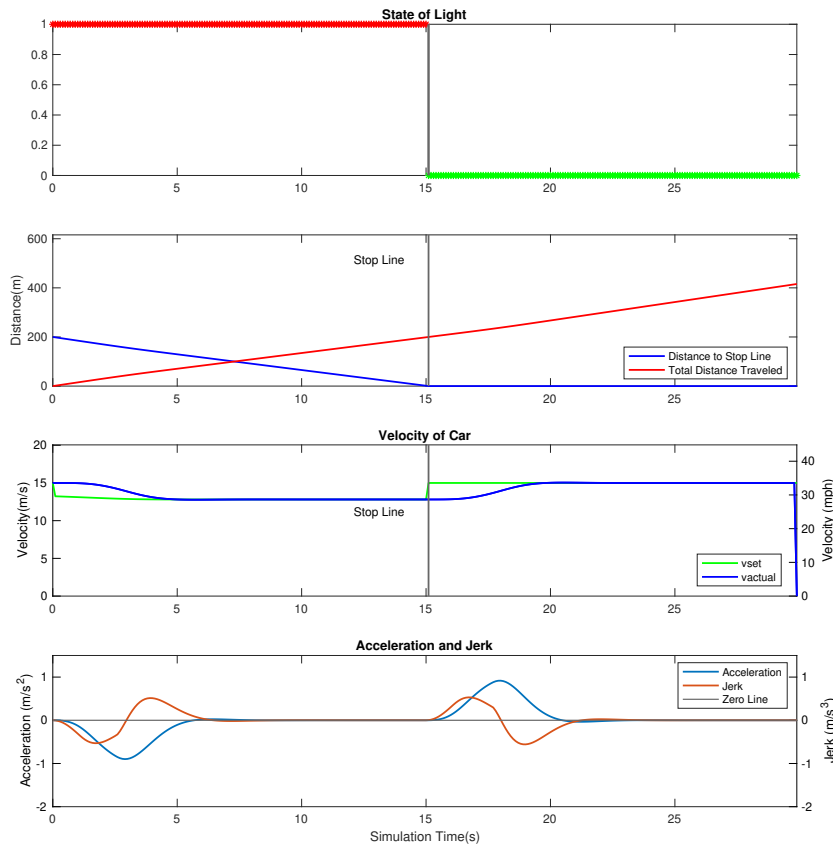 State of Light
1
0.8
0.6
0.4
0.2
0
0 5 10 15 20 25
600
400
200
0
Distance(m)
Stop Line
Distance to Stop Line
Total Distance Traveled
0 5 10 15 20 25
Velocity of Car
20
15
10
5
0
Velocity(m/s)
Stop Line
vset
vactual
40
30
20
10
0
Velocity (mph)
0 5 10 15 20 25
Acceleration and Jerk
1
0
-1
-2
Acceleration (m/s²)
Acceleration
Jerk
Zero Line
1
0
-1
-2
Jerk (m/s³)
0 5 10 15 20 25
Simulation Time(s)